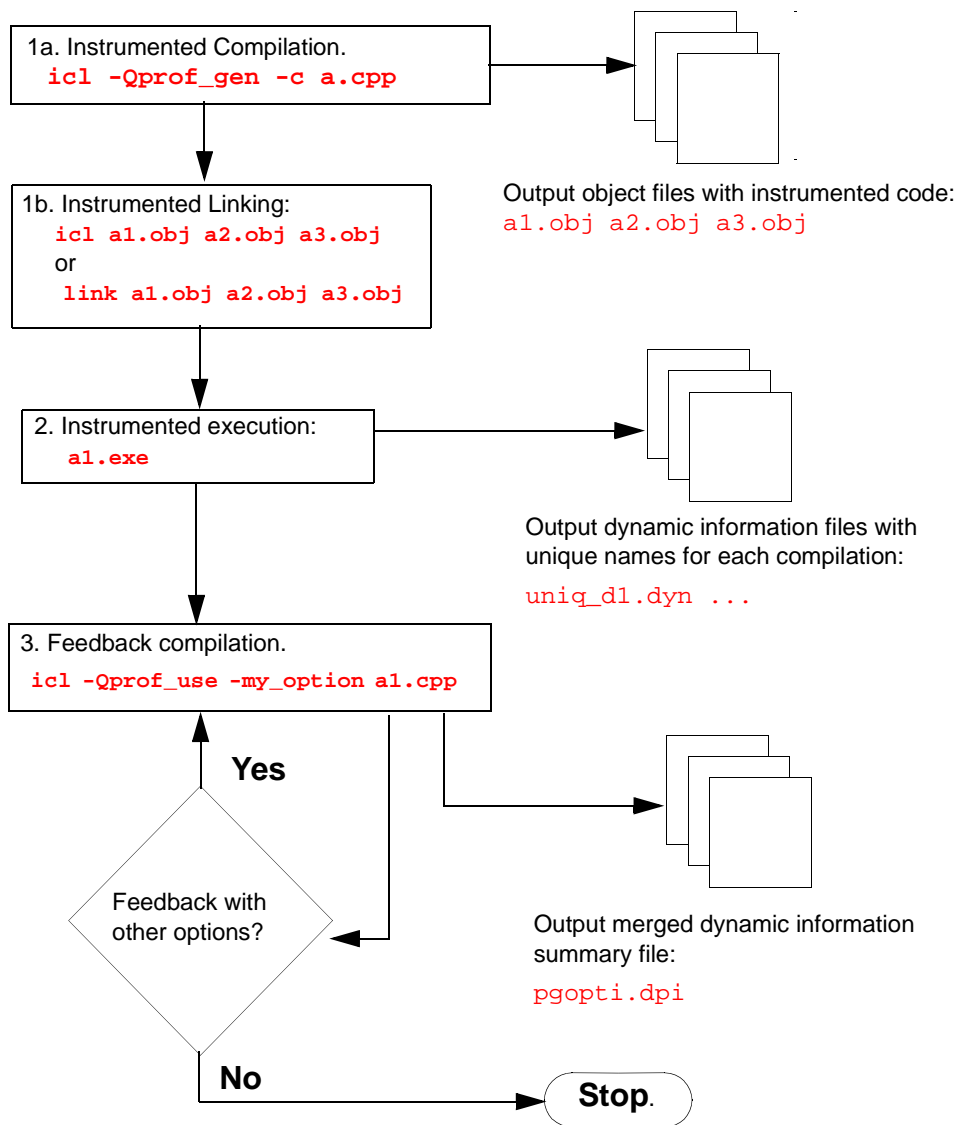 1a. Instrumented Compilation.
icl -Qprof_gen -c a.cpp
Output object files with instrumented code:
a1.obj a2.obj a3.obj
1b. Instrumented Linking:
icl a1.obj a2.obj a3.obj
or
link a1.obj a2.obj a3.obj
2. Instrumented execution:
a1.exe
Output dynamic information files with
unique names for each compilation:
uniq_d1.dyn ...
3. Feedback compilation.
icl -Qprof_use -my_option a1.cpp
Yes
Feedback with
other options?
Output merged dynamic information
summary file:
pgopti.dpi
No
Stop.